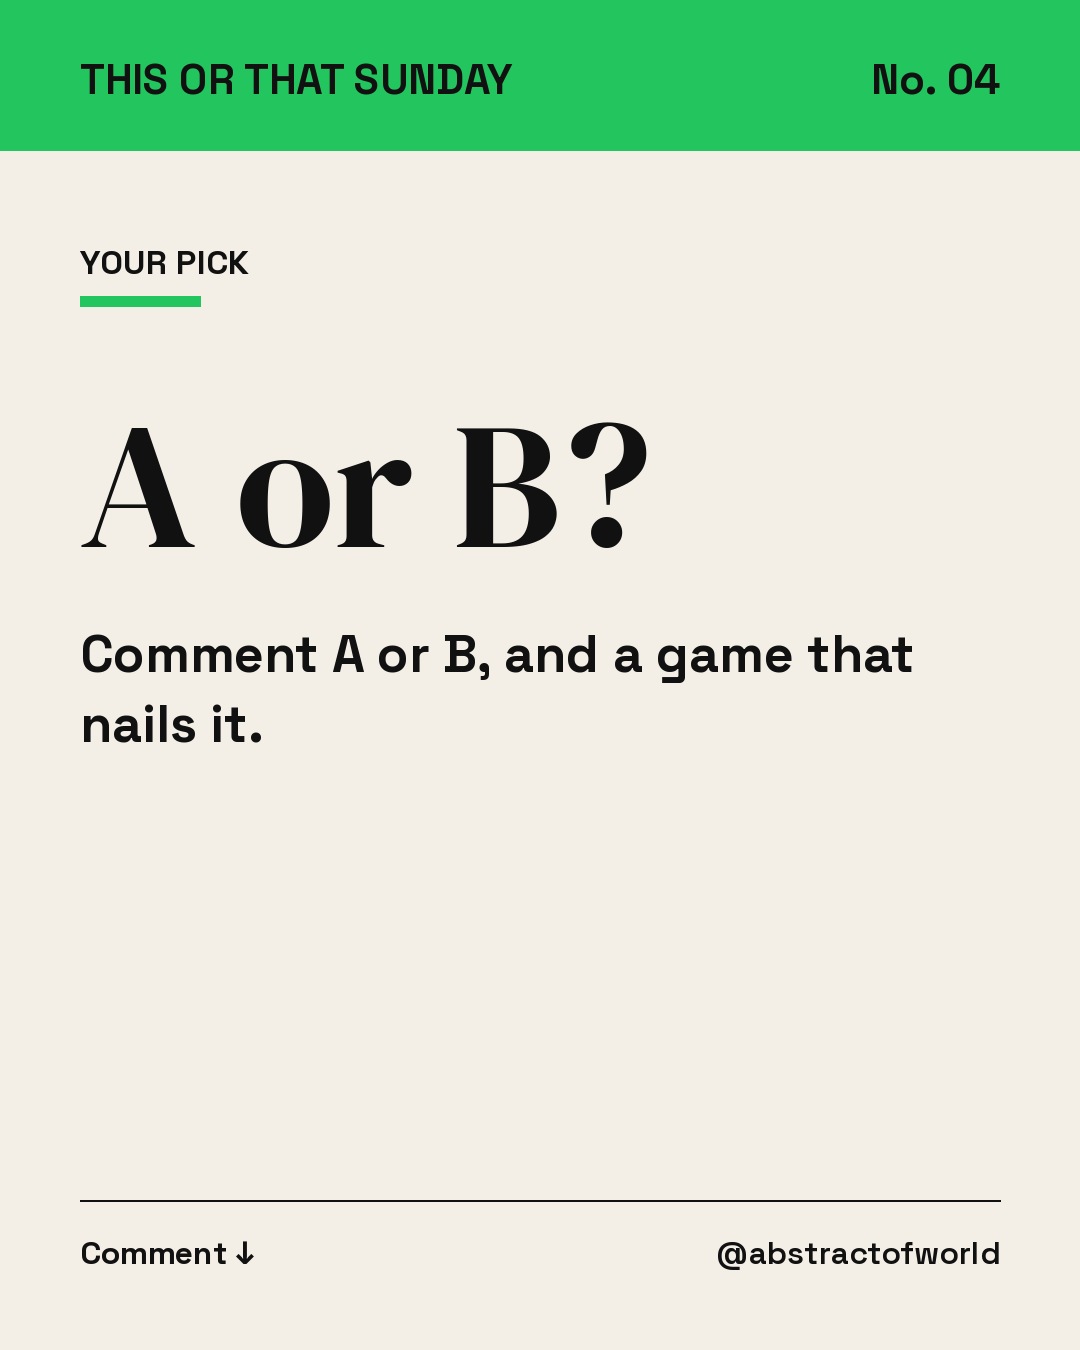 THIS OR THAT SUNDAY
No. 04
YOUR PICK
A or B?
Comment A or B, and a game that
nails it.
Comment ↓
@abstractofworld